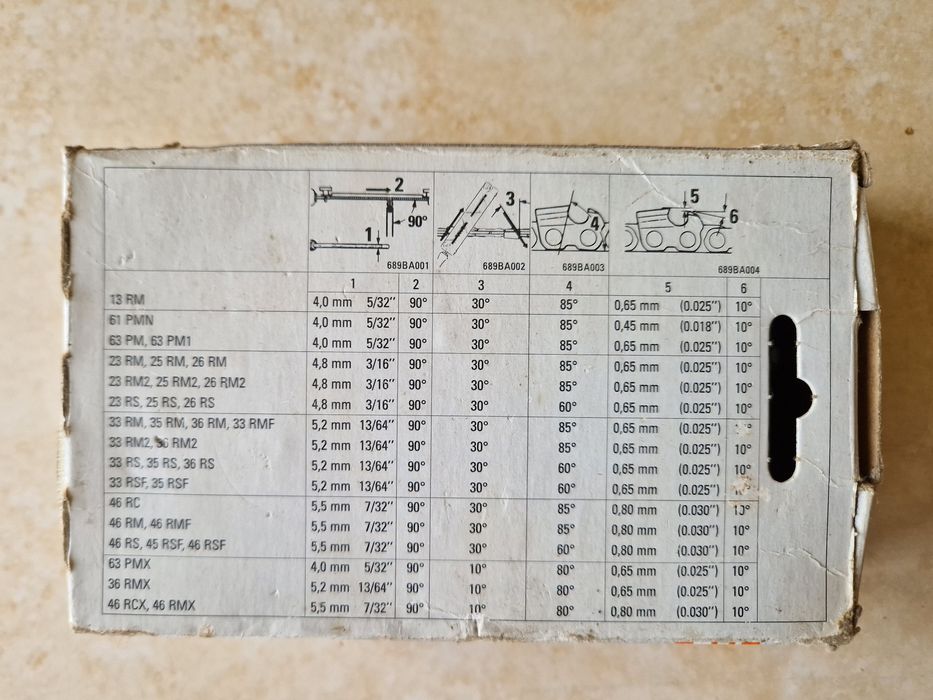 2
90°
1
3
4
5
6
689BA001
689BA002
689BA003
689BA004
1 2 3 4 5 6
13 RM 4,0 mm 5/32" 90° 30° 85° 0,65 mm (0.025") 10°
61 PMN 4,0 mm 5/32" 90° 30° 85° 0,45 mm (0.018") 10°
63 PM, 63 PM1 4,0 mm 5/32" 90° 30° 85° 0,65 mm (0.025") 10°
23 RM, 25 RM, 26 RM 4,8 mm 3/16" 90° 30° 85° 0,65 mm (0.025") 10°
23 RM2, 25 RM2, 26 RM2 4,8 mm 3/16" 90° 30° 85° 0,65 mm (0.025") 10°
23 RS, 25 RS, 26 RS 4,8 mm 3/16" 90° 30° 60° 0,65 mm (0.025") 10°
33 RM, 35 RM, 36 RM, 33 RMF 5,2 mm 13/64" 90° 30° 85° 0,65 mm (0.025")
33 RM2, 36 RM2 5,2 mm 13/64" 90° 30° 85° 0,65 mm (0.025") 10°
33 RS, 35 RS, 36 RS 5,2 mm 13/64" 90° 30° 60° 0,65 mm (0.025") 10°
33 RSF, 35 RSF 5,2 mm 13/64" 90° 30° 60° 0,65 mm (0.025")
46 RC 5,5 mm 7/32" 90° 30° 85° 0,80 mm (0.030") 10°
46 RM, 46 RMF 5,5 mm 7/32" 90° 30° 85° 0,80 mm (0.030") 10°
46 RS, 45 RSF, 46 RSF 5,5 mm 7/32" 90° 30° 60° 0,80 mm (0.030") 10°
63 PMX 4,0 mm 5/32" 90° 10° 80° 0,65 mm (0.025") 10°
36 RMX 5,2 mm 13/64" 90° 10° 80° 0,65 mm (0.025") 10°
46 RCX, 46 RMX 5,5 mm 7/32" 90° 10° 80° 0,80 mm (0.030") 10°